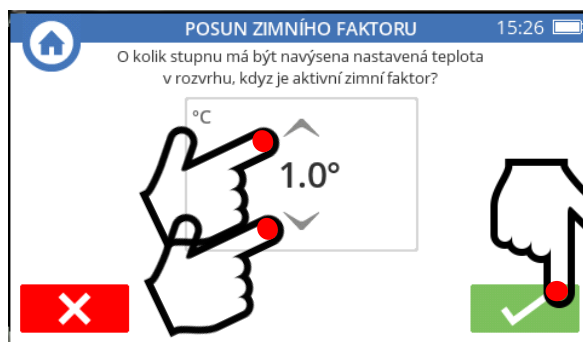 POSUN ZIMNÍHO FAKTORU 15:26
O kolik stupnu má být navýsena nastavená teplota
v rozvrhu, kdyz je aktivní zimní faktor?
°C
1.0°